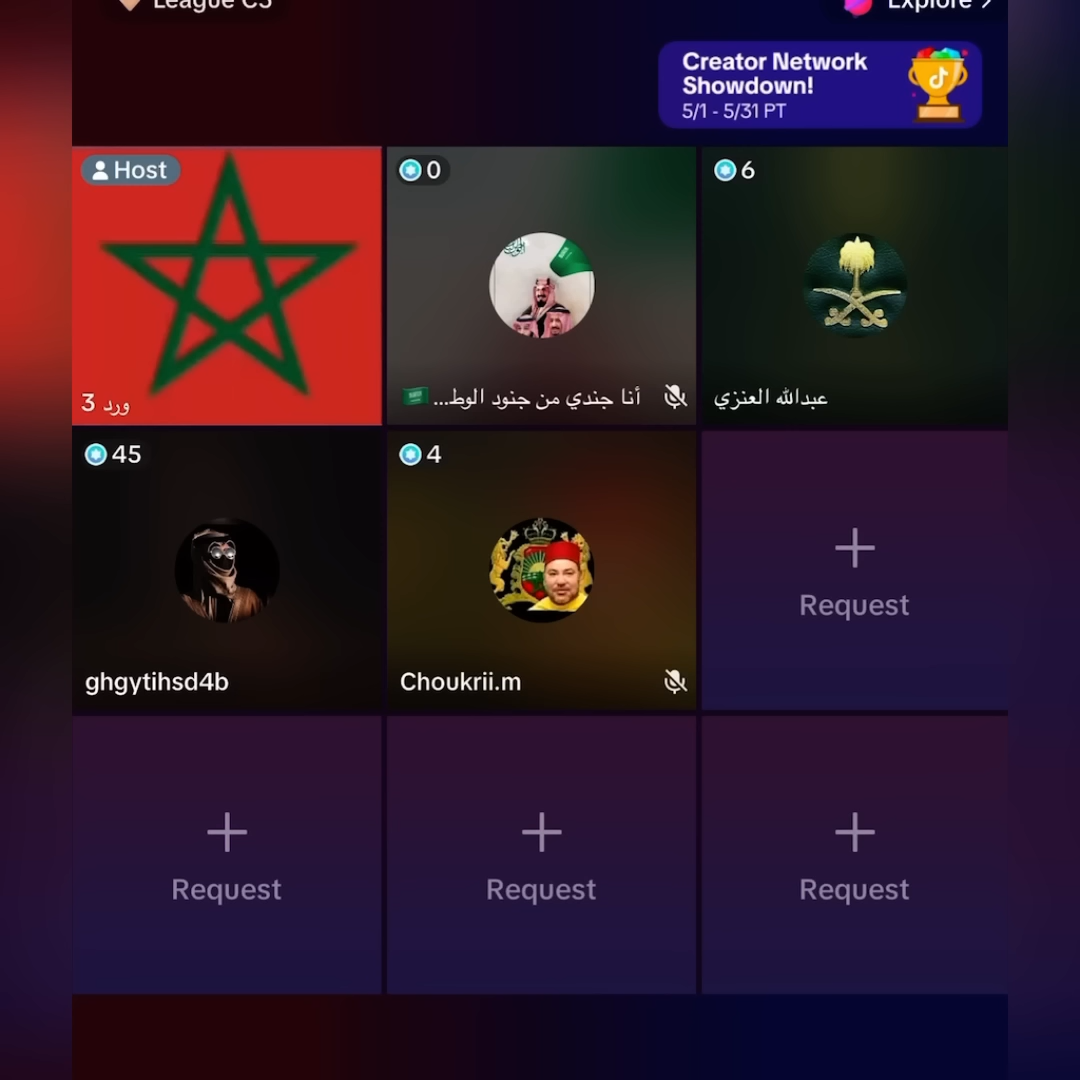 League C3
Explore >
Creator Network
Showdown!
5/1 - 5/31 PT
Host
0
6
ورد 3
أنا جندي من جنود الوط...
عبدالله العنزي
45
4
ghgytihsd4b
Choukrii.m
Request
Request
Request
Request